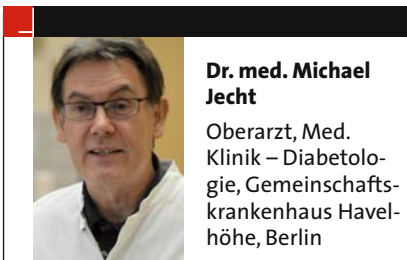 Dr. med. Michael
Jecht
Oberarzt, Med.
Klinik – Diabetolo-
gie, Gemeinschafts-
krankenhaus Havel-
höhe, Berlin